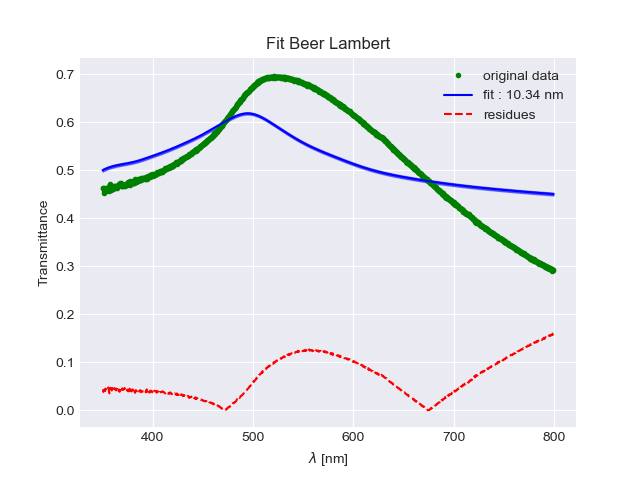 Fit Beer Lambert
original data
fit : 10.34 nm
residues
Transmittance
0.7
0.6
0.5
0.4
0.3
0.2
0.1
0.0
400 500 600 700 800
λ [nm]